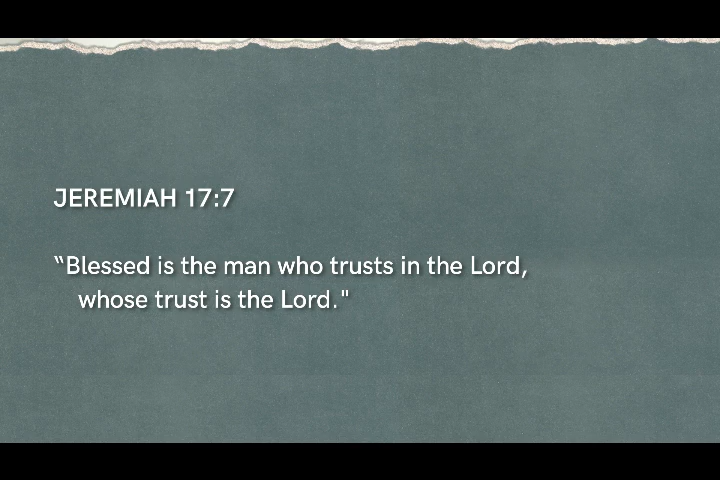 JEREMIAH 17:7
“Blessed is the man who trusts in the Lord,
whose trust is the Lord."